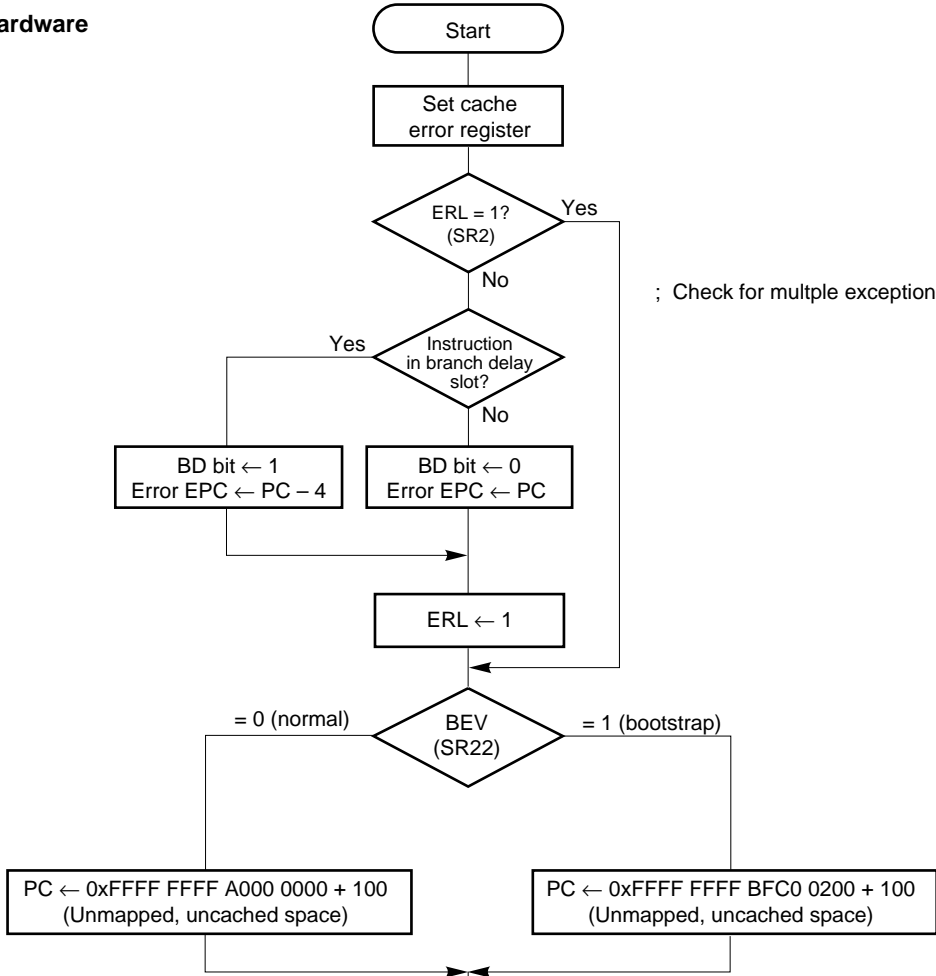 ardware
Start
Set cache
error register
ERL = 1?
(SR2)
Yes
No
; Check for multple exception
Yes
Instruction
in branch delay
slot?
No
BD bit ← 1
Error EPC ← PC – 4
BD bit ← 0
Error EPC ← PC
ERL ← 1
= 0 (normal)
BEV
(SR22)
= 1 (bootstrap)
PC ← 0xFFFF FFFF A000 0000 + 100
(Unmapped, uncached space)
PC ← 0xFFFF FFFF BFC0 0200 + 100
(Unmapped, uncached space)